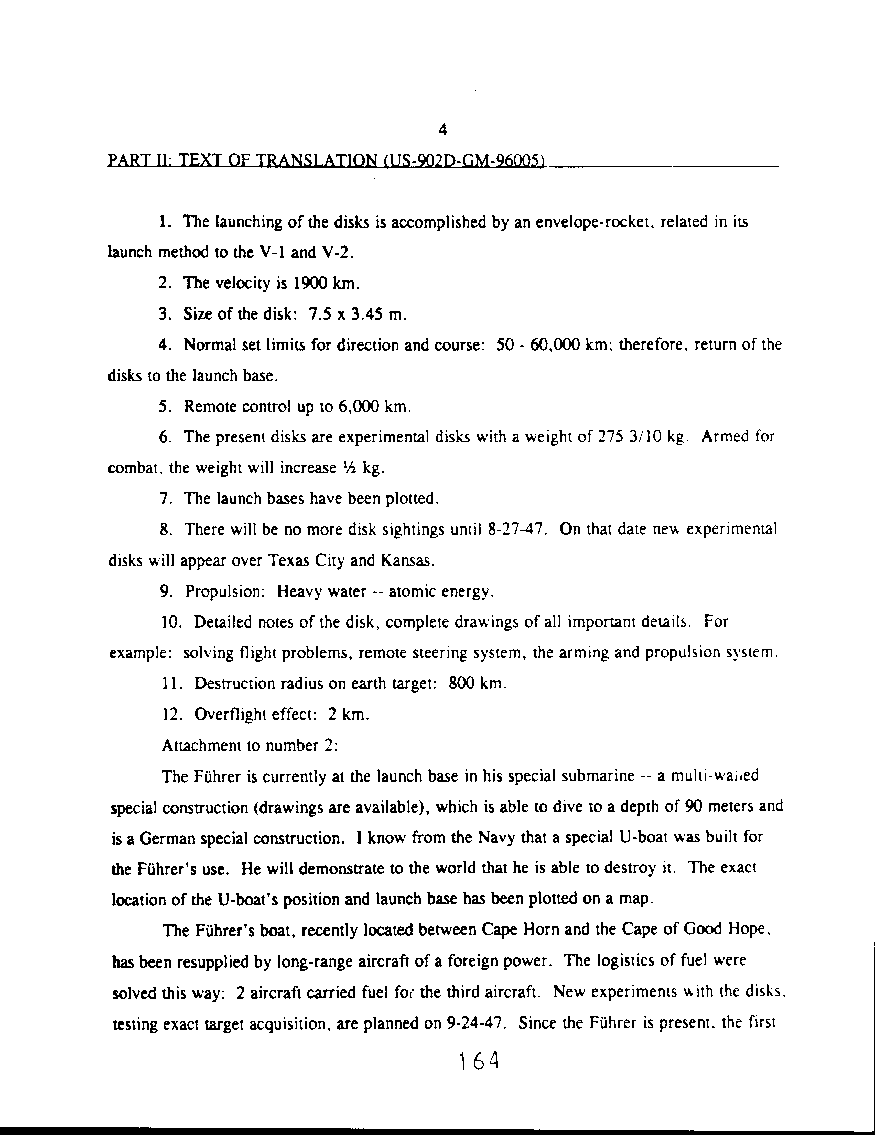 4
PART II: TEXT OF TRANSLATION (US-902D-GM-96005)
1. The launching of the disks is accomplished by an envelope-rocket, related in its
launch method to the V-1 and V-2.
2. The velocity is 1900 km.
3. Size of the disk: 7.5 x 3.45 m.
4. Normal set limits for direction and course: 50 - 60,000 km; therefore, return of the
disks to the launch base.
5. Remote control up to 6,000 km.
6. The present disks are experimental disks with a weight of 275 3/10 kg. Armed for
combat, the weight will increase ½ kg.
7. The launch bases have been plotted.
8. There will be no more disk sightings until 8-27-47. On that date new experimental
disks will appear over Texas City and Kansas.
9. Propulsion: Heavy water -- atomic energy.
10. Detailed notes of the disk, complete drawings of all important details. For
example: solving flight problems, remote steering system, the arming and propulsion system.
11. Destruction radius on earth target: 800 km.
12. Overflight effect: 2 km.
Attachment to number 2:
The Führer is currently at the launch base in his special submarine -- a multi-walled
special construction (drawings are available), which is able to dive to a depth of 90 meters and
is a German special construction. I know from the Navy that a special U-boat was built for
the Führer's use. He will demonstrate to the world that he is able to destroy it. The exact
location of the U-boat's position and launch base has been plotted on a map.
The Führer's boat, recently located between Cape Horn and the Cape of Good Hope,
has been resupplied by long-range aircraft of a foreign power. The logistics of fuel were
solved this way: 2 aircraft carried fuel for the third aircraft. New experiments with the disks,
testing exact target acquisition, are planned on 9-24-47. Since the Führer is present, the first
164